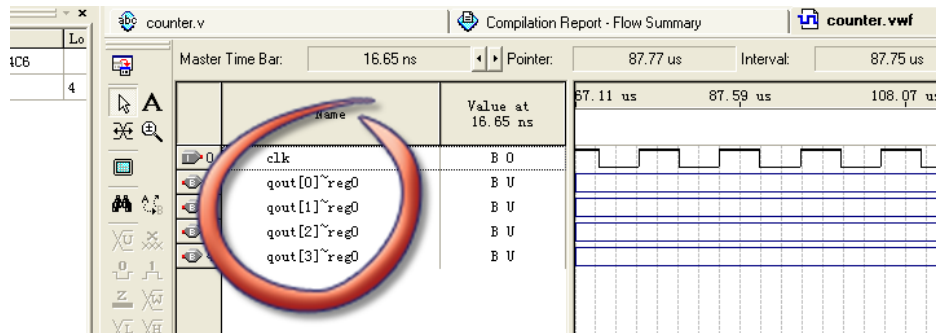 counter.v
Compilation Report - Flow Summary
counter.vwf
Lo
4C6
4
Master Time Bar: 16.65 ns Pointer: 87.77 us Interval: 87.75 us
Name
Value at
16.65 ns
67.11 us 87.59 us 108.07 us
clk B 0
qout[0]~reg0 B U
qout[1]~reg0 B U
qout[2]~reg0 B U
qout[3]~reg0 B U